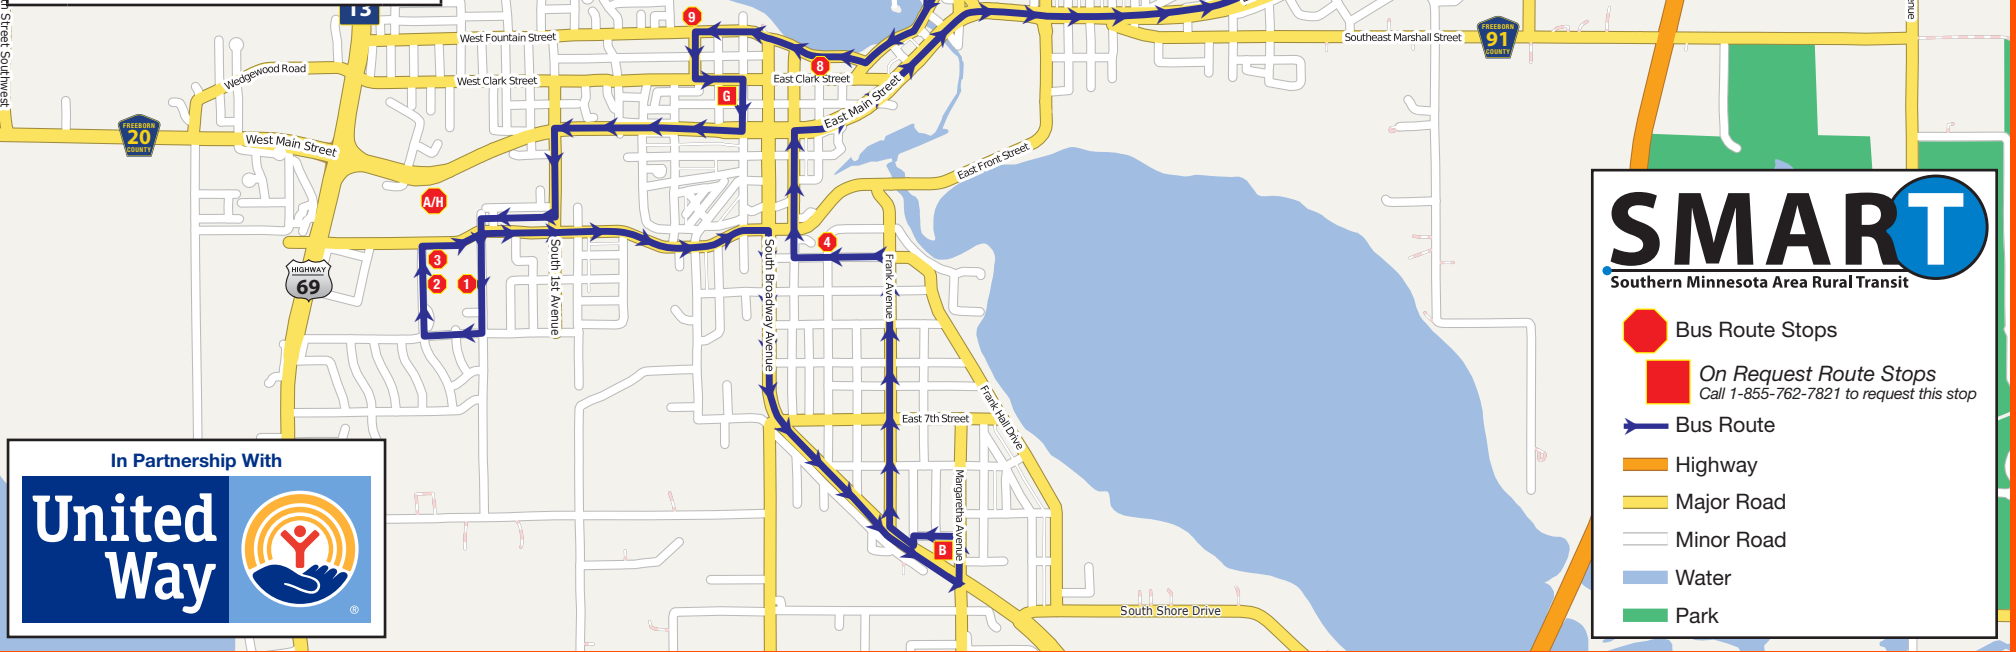 13
9
West Fountain Street
Southeast Marshall Street
FREEBORN
91
COUNTY
th Street Southwest
Wedgewood Road
West Clark Street
8
East Clark Street
G
East Main Street
FREEBORN
20
COUNTY
West Main Street
East Front Street
A/H
4
3
2
1
HIGHWAY
69
South 1st Avenue
South Broadway Avenue
Frank Avenue
Frank Hall Drive
East 7th Street
Margaretha Avenue
B
South Shore Drive
In Partnership With
United
Way
®
SMART
Southern Minnesota Area Rural Transit
Bus Route Stops
On Request Route Stops
Call 1-855-762-7821 to request this stop
Bus Route
Highway
Major Road
Minor Road
Water
Park